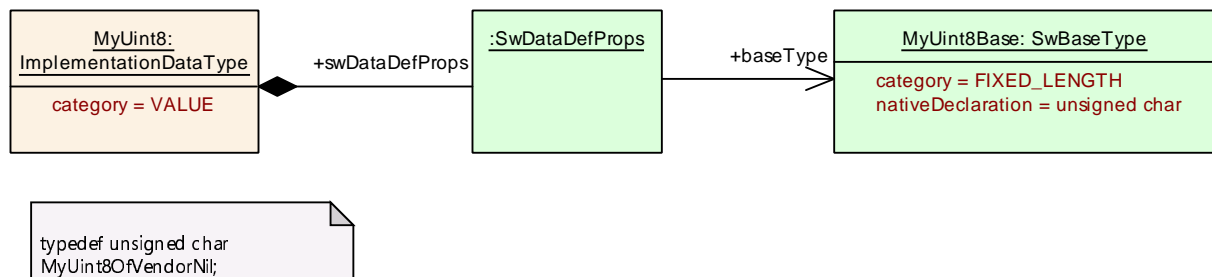 MyUint8:
ImplementationDataType
category = VALUE
+swDataDefProps
:SwDataDefProps
+baseType
MyUint8Base: SwBaseType
category = FIXED_LENGTH
nativeDeclaration = unsigned char
typedef unsigned char
MyUint8OfVendorNil;